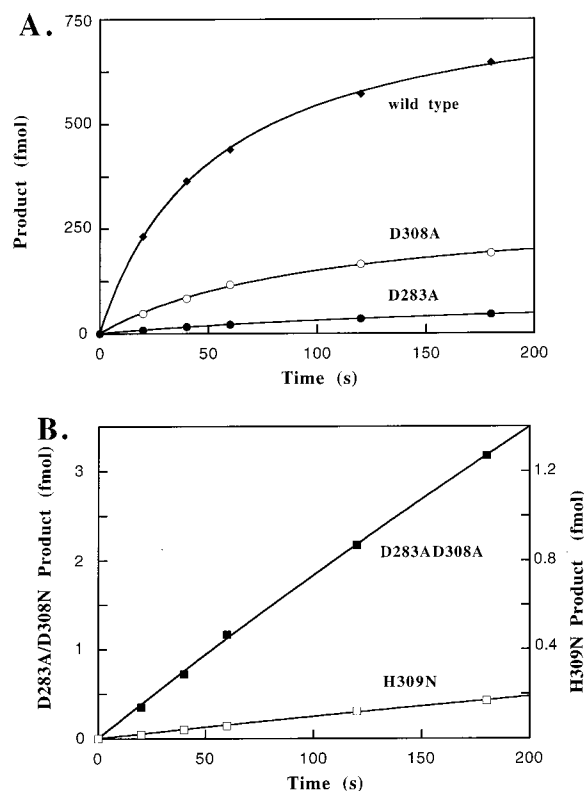 A.
750
500
250
0
Product (fmol)
wild type
D308A
D283A
0 50 100 150 200
Time (s)
B.
3
2
1
0
D283A/D308N Product (fmol)
1.2
0.8
0.4
H309N Product (fmol)
D283AD308A
H309N
0 50 100 150 200
Time (s)